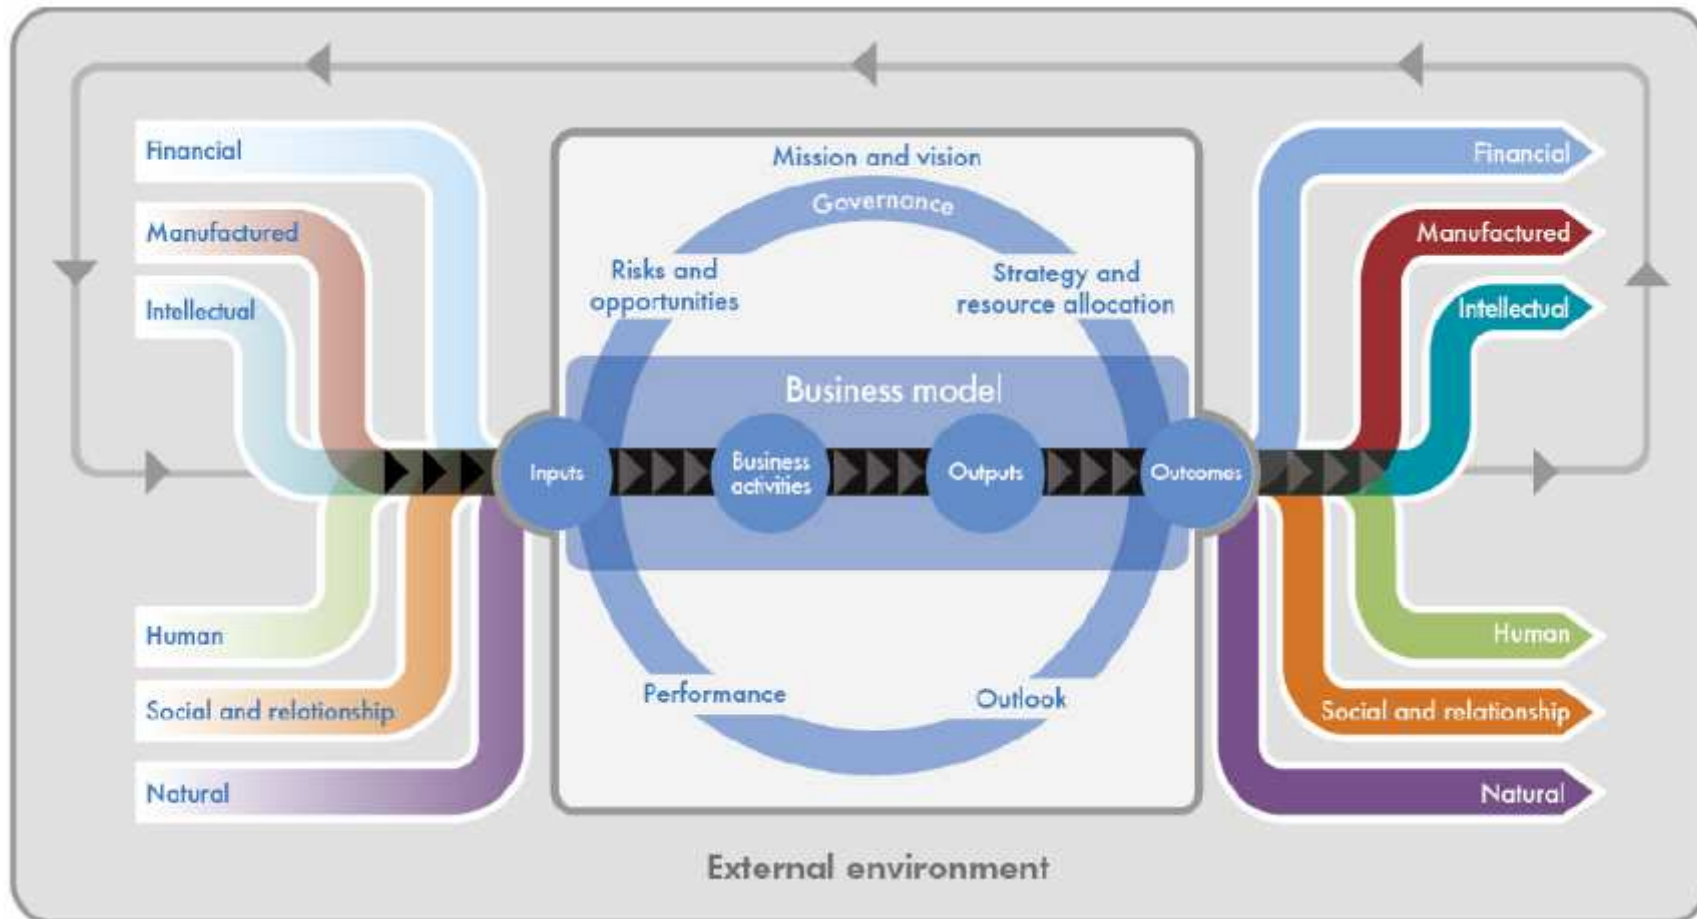 Financial
Manufactured
Intellectual
Human
Social and relationship
Natural
Mission and vision
Governance
Risks and
opportunities
Strategy and
resource allocation
Business model
Inputs
Business
activities
Outputs
Outcomes
Performance
Outlook
Financial
Manufactured
Intellectual
Human
Social and relationship
Natural
External environment